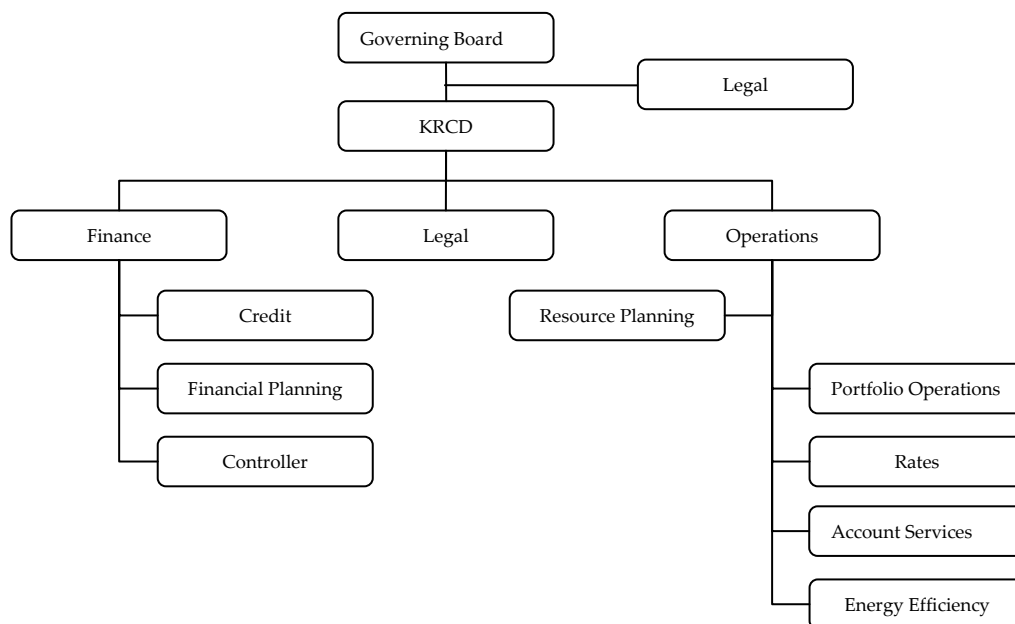 Governing Board
Legal
KRCD
Finance
Legal
Operations
Credit
Resource Planning
Financial Planning
Portfolio Operations
Controller
Rates
Account Services
Energy Efficiency